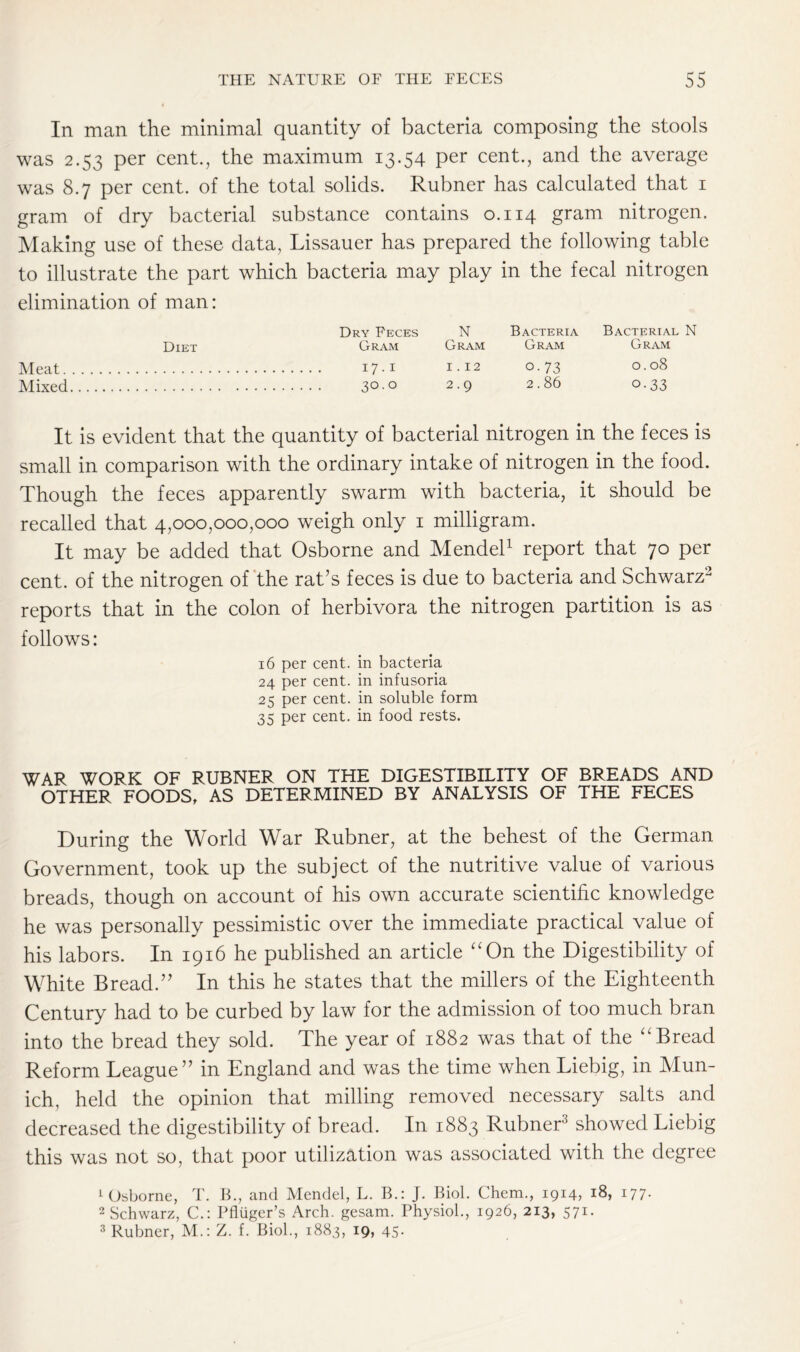 THE NATURE OF THE FECES 55
In man the minimal quantity of bacteria composing the stools
was 2.53 per cent., the maximum 13.54 per cent., and the average
was 8.7 per cent. of the total solids. Rubner has calculated that 1
gram of dry bacterial substance contains 0.114 gram nitrogen.
Making use of these data, Lissauer has prepared the following table
to illustrate the part which bacteria may play in the fecal nitrogen
elimination of man:
Dry Feces N Bacteria Bacterial N
Diet Gram Gram Gram Gram
Meat........................... 17.1 1.12 0.73 0.08
Mixed.......................... 30.0 2.9 2.86 0.33
It is evident that the quantity of bacterial nitrogen in the feces is
small in comparison with the ordinary intake of nitrogen in the food.
Though the feces apparently swarm with bacteria, it should be
recalled that 4,000,000,000 weigh only 1 milligram.
It may be added that Osborne and Mendel¹ report that 70 per
cent. of the nitrogen of the rat's feces is due to bacteria and Schwarz²
reports that in the colon of herbivora the nitrogen partition is as
follows:
16 per cent. in bacteria
24 per cent. in infusoria
25 per cent. in soluble form
35 per cent. in food rests.
WAR WORK OF RUBNER ON THE DIGESTIBILITY OF BREADS AND
OTHER FOODS, AS DETERMINED BY ANALYSIS OF THE FECES
During the World War Rubner, at the behest of the German
Government, took up the subject of the nutritive value of various
breads, though on account of his own accurate scientific knowledge
he was personally pessimistic over the immediate practical value of
his labors. In 1916 he published an article “On the Digestibility of
White Bread.” In this he states that the millers of the Eighteenth
Century had to be curbed by law for the admission of too much bran
into the bread they sold. The year of 1882 was that of the “Bread
Reform League” in England and was the time when Liebig, in Mun-
ich, held the opinion that milling removed necessary salts and
decreased the digestibility of bread. In 1883 Rubner³ showed Liebig
this was not so, that poor utilization was associated with the degree
¹ Osborne, T. B., and Mendel, L. B.: J. Biol. Chem., 1914, 18, 177.
² Schwarz, C.: Pflüger's Arch. gesam. Physiol., 1926, 213, 571.
³ Rubner, M.: Z. f. Biol., 1883, 19, 45.